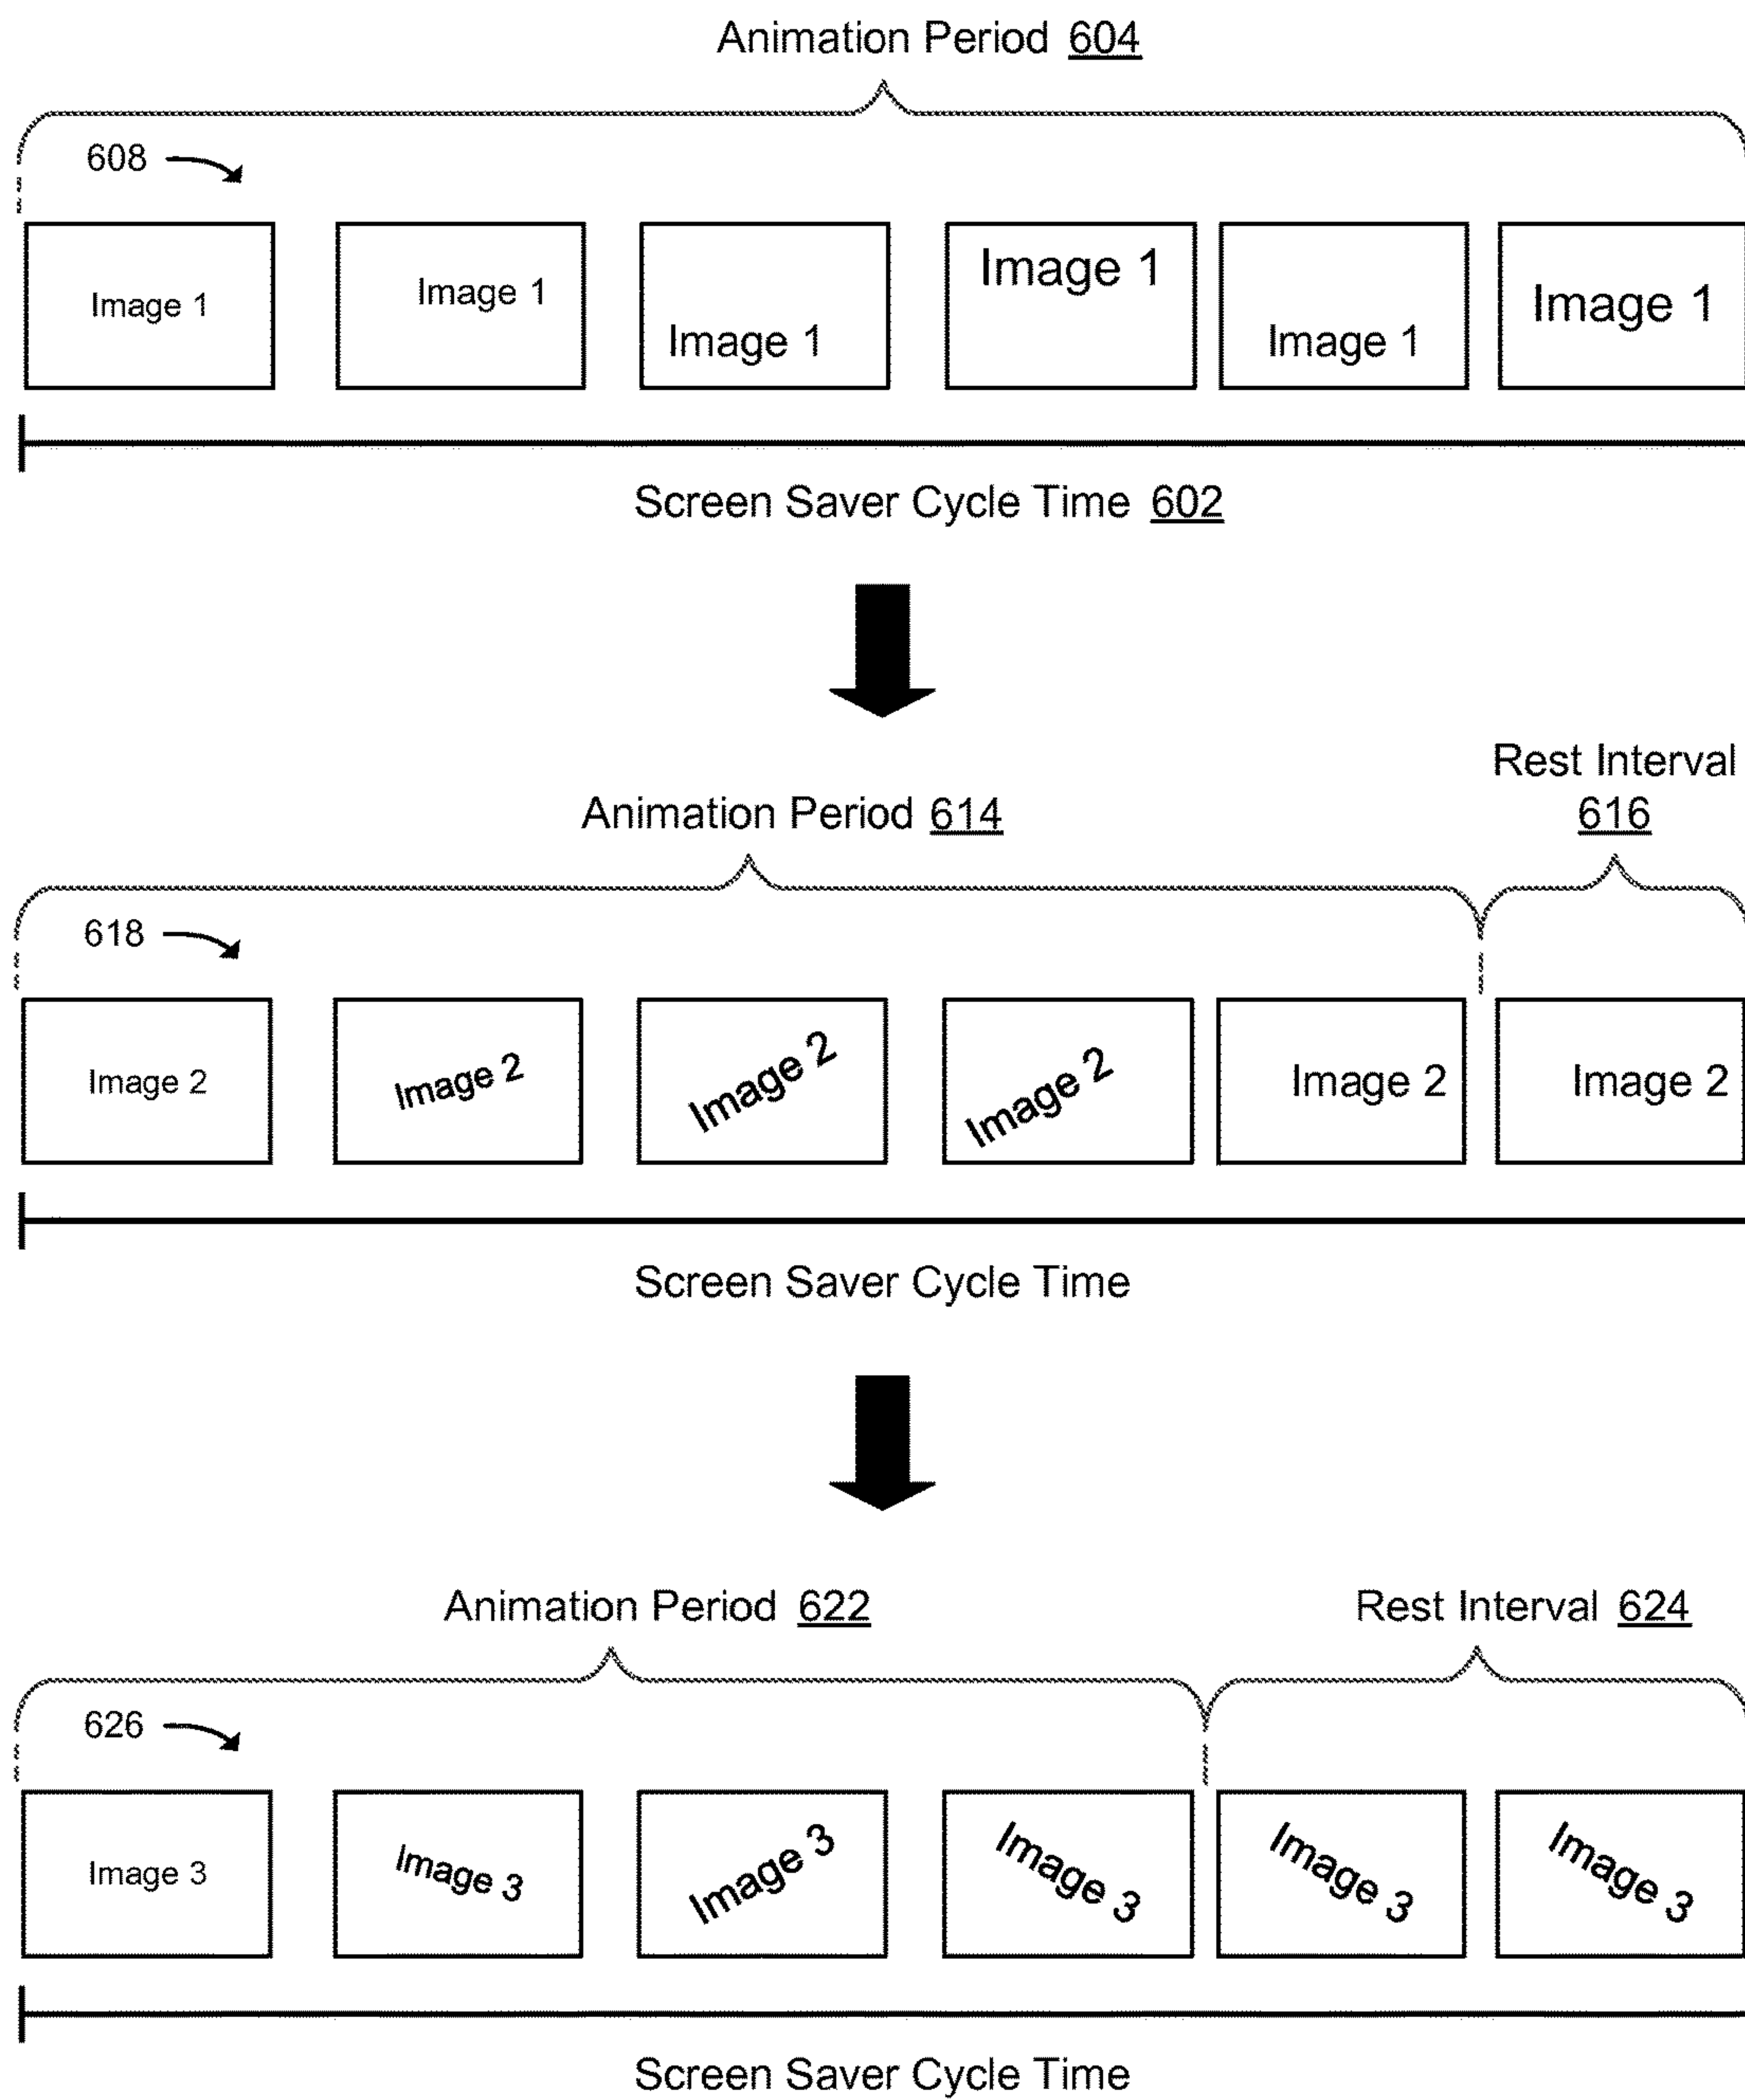 Animation Period 604
608
Image 1 Image 1 Image 1 Image 1 Image 1 Image 1
Screen Saver Cycle Time 602
Rest Interval
Animation Period 614 616
618
Image 2 Image 2 Image 2 Image 2 Image 2 Image 2
Screen Saver Cycle Time
Animation Period 622 Rest Interval 624
626
Image 3 Image 3 Image 3 Image 3 Image 3 Image 3
Screen Saver Cycle Time